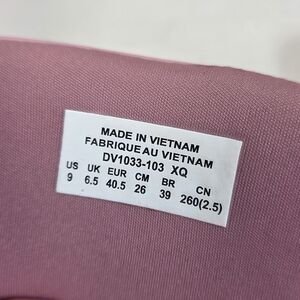 MADE IN VIETNAM
FABRIQUE AU VIETNAM
DV1033-103 XQ
US UK EUR CM BR CN
9 6.5 40.5 26 39 260(2.5)